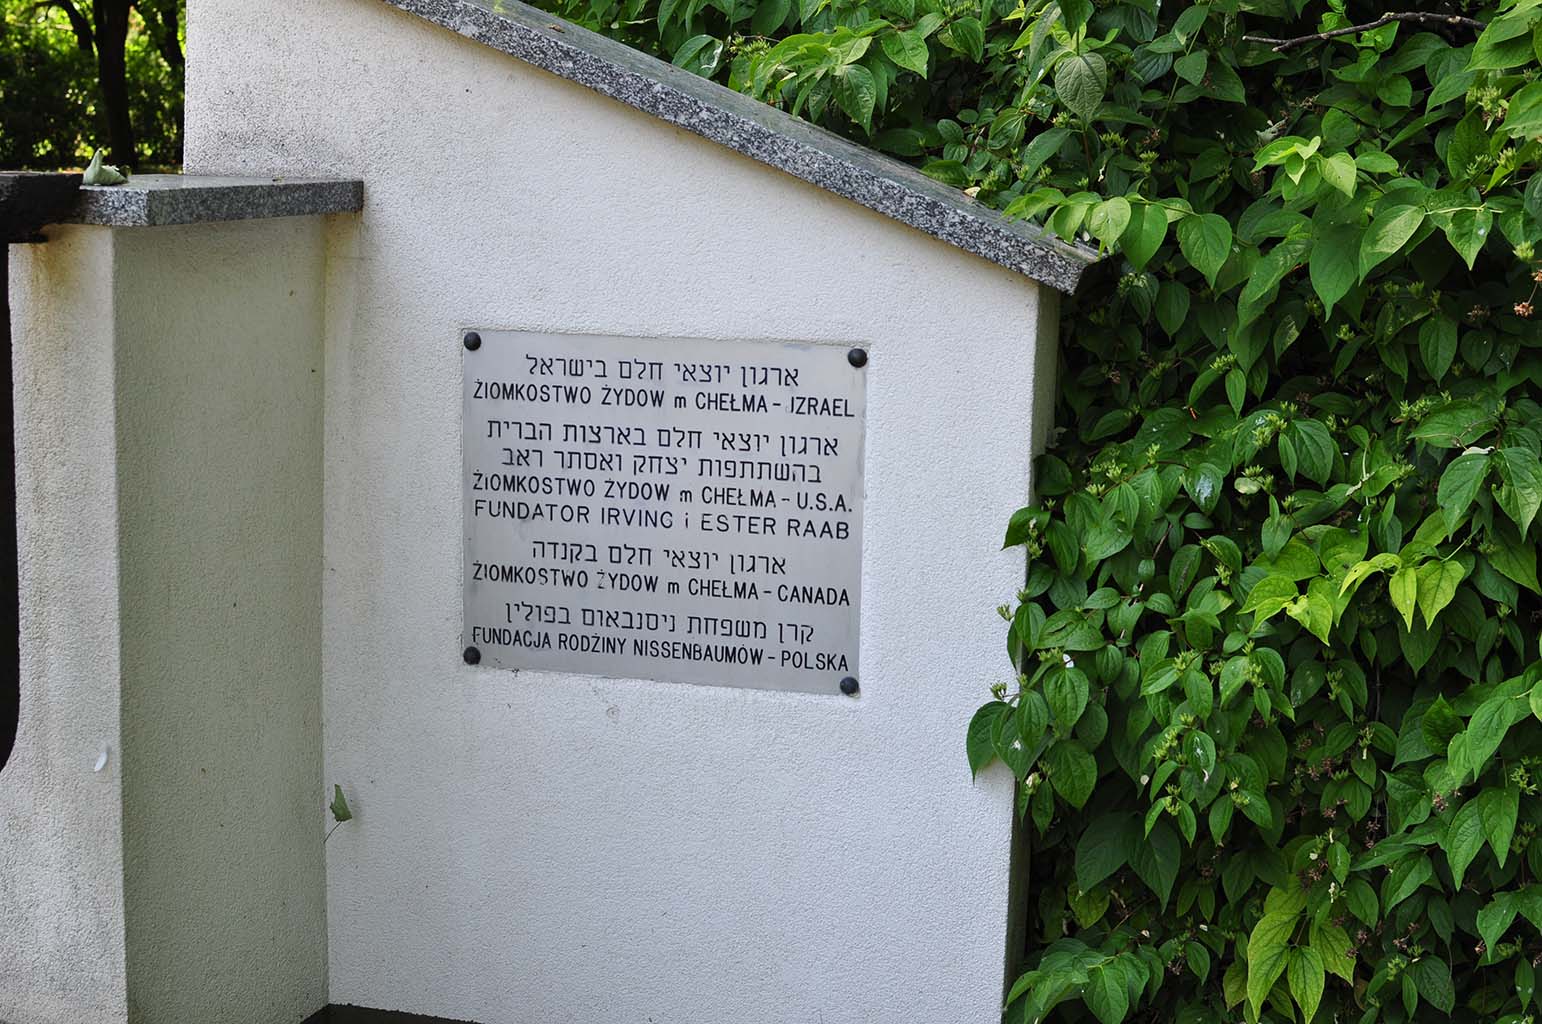 ארגון יוצאי חלם בישראל
ŻIOMKOSTWO ŻYDOW m CHEŁMA - IZRAEL
ארגון יוצאי חלם בארצות הברית
בהשתתפות יצחק ואסתר ראב
ŻIOMKOSTWO ŻYDOW m CHEŁMA - U.S.A.
FUNDATOR IRVING i ESTER RAAB
ארגון יוצאי חלם בקנדה
ŻIOMKOSTWO ŻYDOW m CHEŁMA - CANADA
קרן משפחת ניסנבאום בפולין
FUNDACJA RODŻINY NISSENBAUMÓW - POLSKA